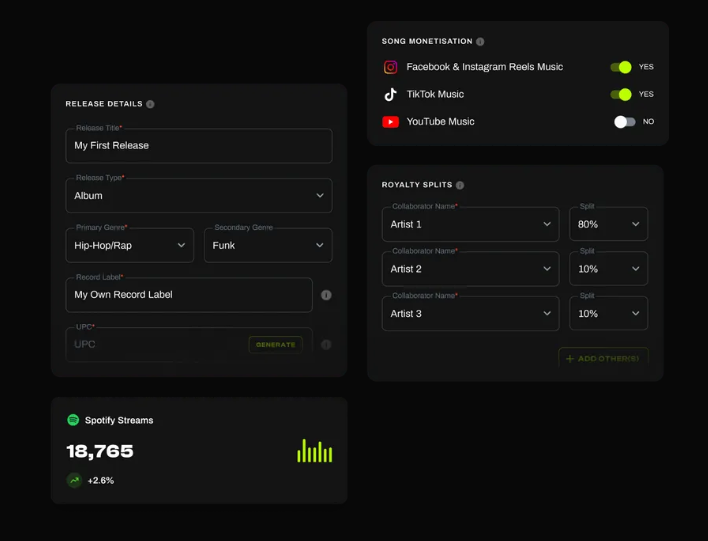 SONG MONETISATION
Facebook & Instagram Reels Music YES
TikTok Music YES
YouTube Music NO
RELEASE DETAILS
Release Title*
My First Release
Release Type*
Album
Primary Genre* Secondary Genre
Hip-Hop/Rap Funk
Record Label*
My Own Record Label
UPC*
UPC GENERATE
ROYALTY SPLITS
Collaborator Name* Split
Artist 1 80%
Collaborator Name* Split
Artist 2 10%
Collaborator Name* Split
Artist 3 10%
+ ADD OTHER(S)
Spotify Streams
18,765
+2.6%